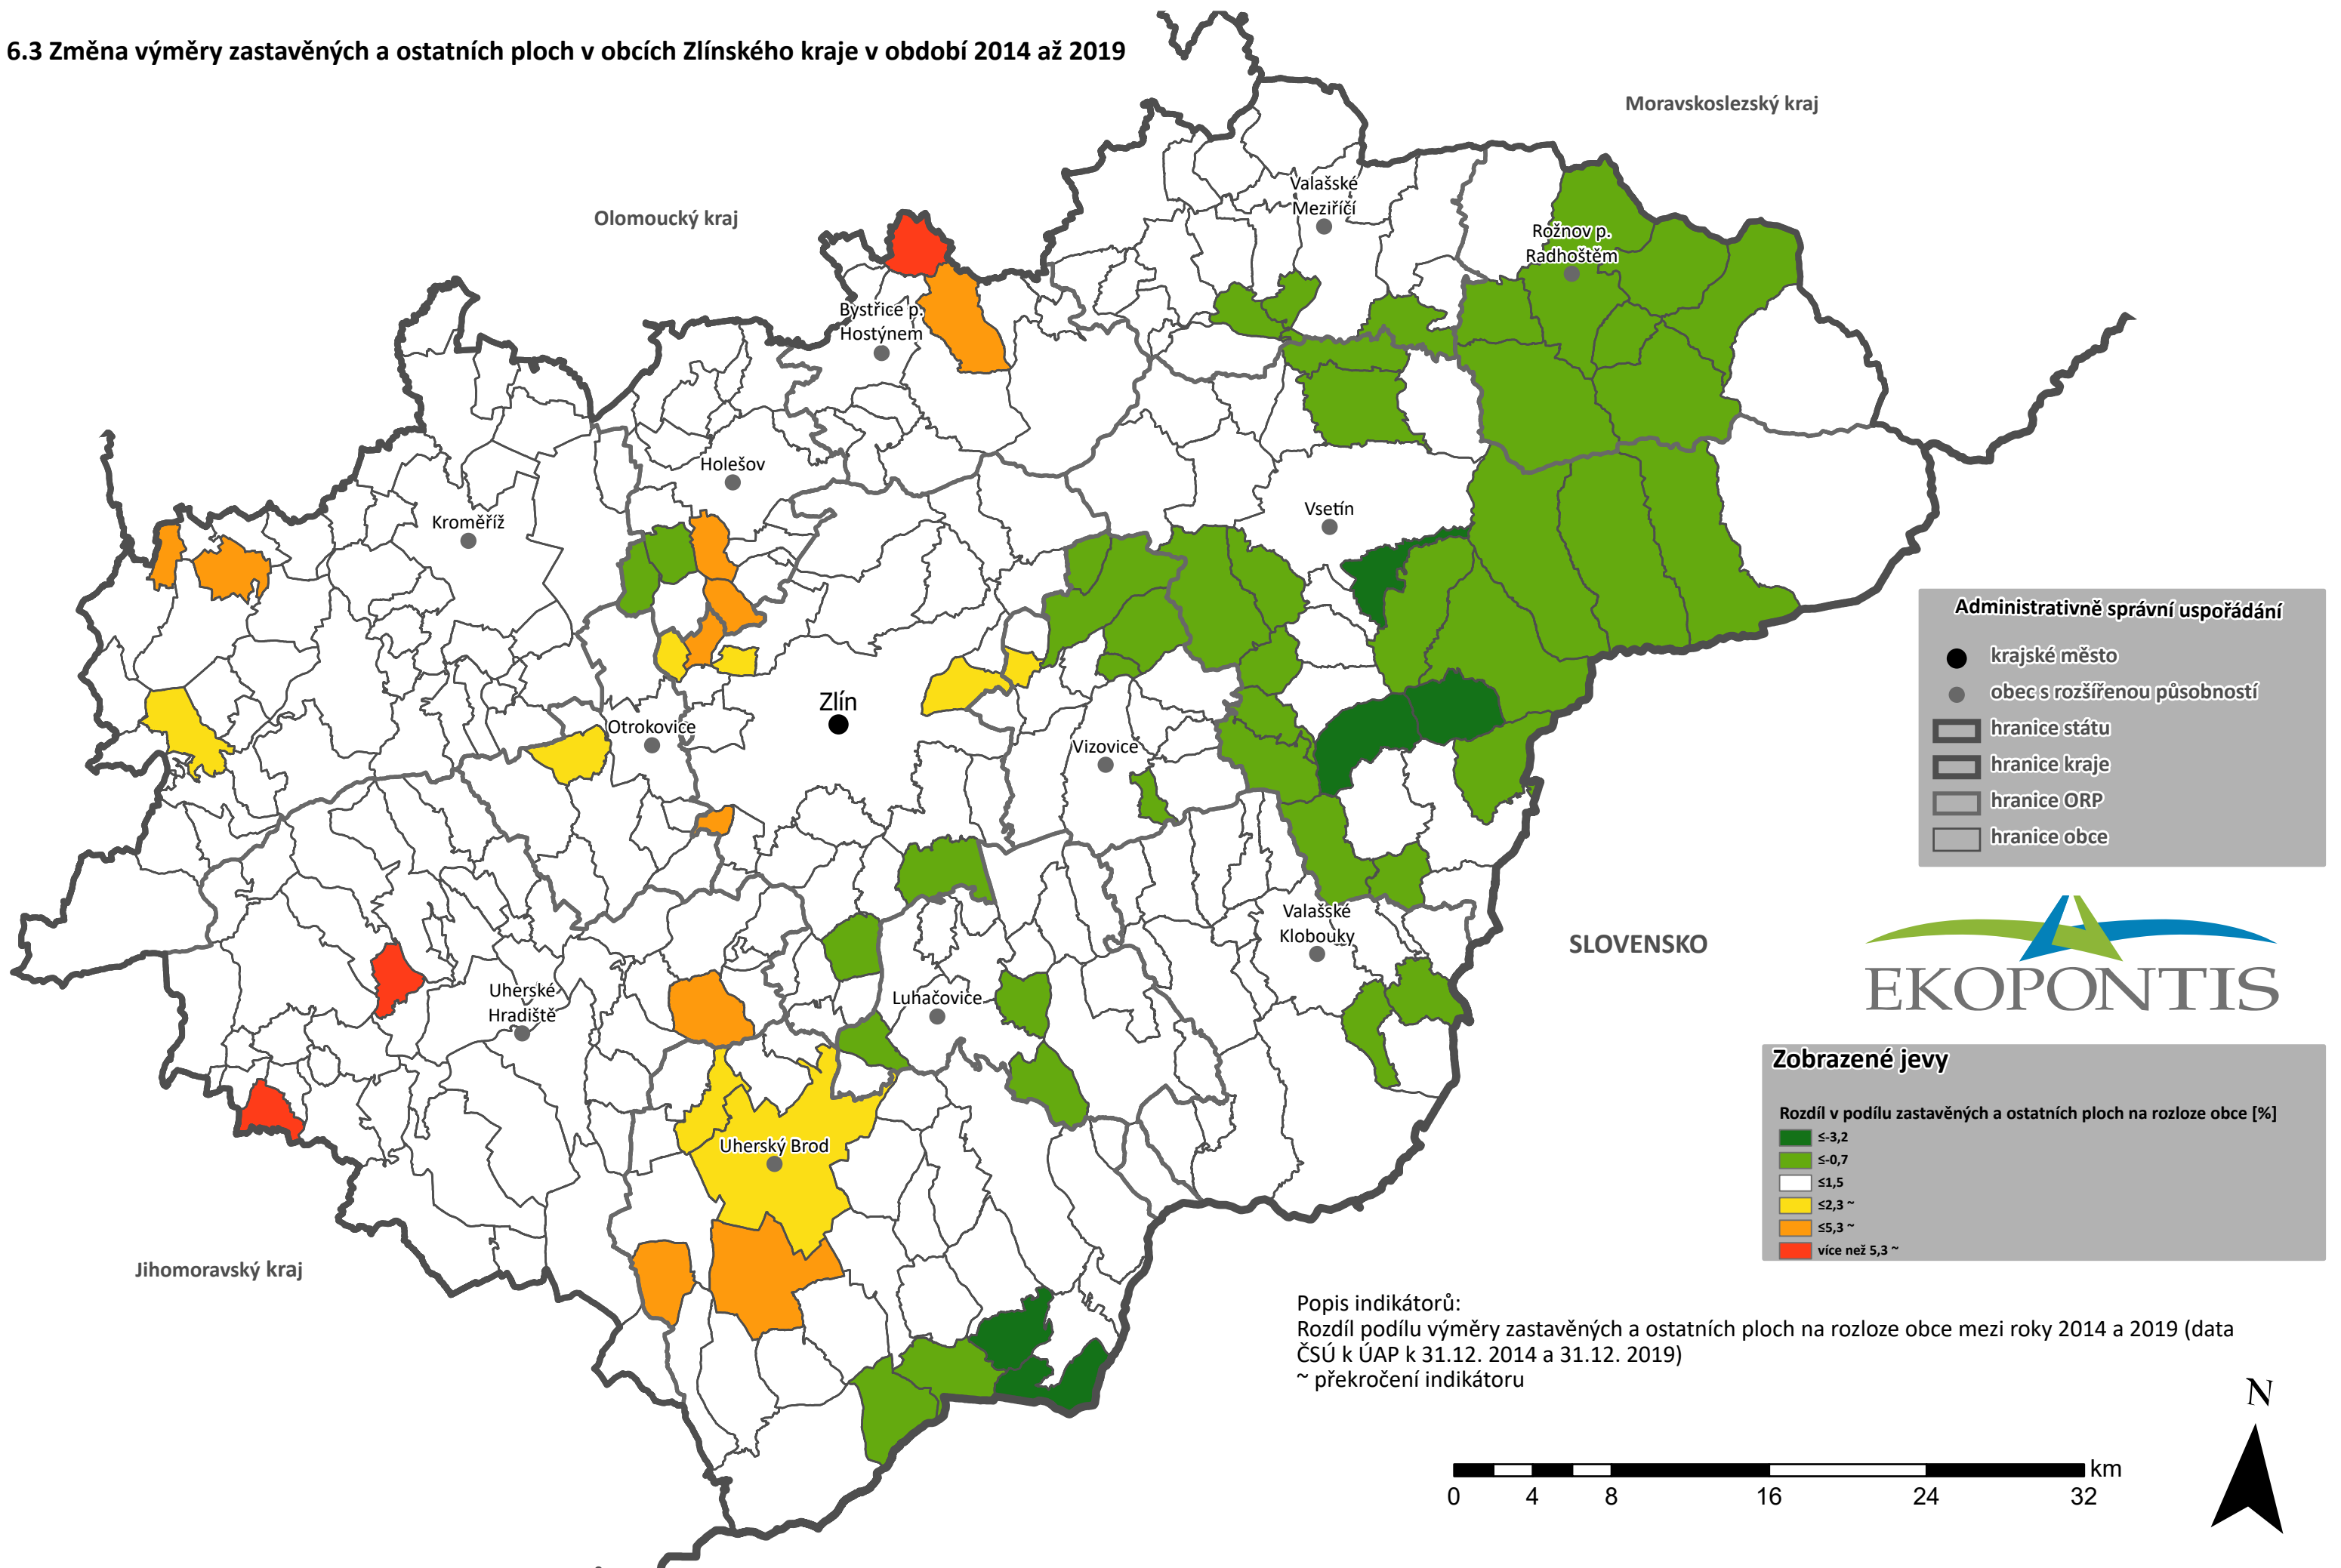 6.3 Změna výměry zastavěných a ostatních ploch v obcích Zlínského kraje v období 2014 až 2019
Moravskoslezský kraj
Olomoucký kraj
Valašské
Meziříčí
Rožnov p.
Radhoštěm
Bystřice p.
Hostýnem
Holešov
Kroměříž
Vsetín
Zlín
Otrokovice
Vizovice
Valašské
Klobouky
SLOVENSKO
Uherské
Hradiště
Luhačovice
Uherský Brod
Jihomoravský kraj
Administrativně správní uspořádání
krajské město
obec s rozšířenou působností
hranice státu
hranice kraje
hranice ORP
hranice obce
EKOPONTIS
Zobrazené jevy
Rozdíl v podílu zastavěných a ostatních ploch na rozloze obce [%]
≤-3,2
≤-0,7
≤1,5
≤2,3 ~
≤5,3 ~
více než 5,3 ~
Popis indikátorů:
Rozdíl podílu výměry zastavěných a ostatních ploch na rozloze obce mezi roky 2014 a 2019 (data
ČSÚ k ÚAP k 31.12. 2014 a 31.12. 2019)
~ překročení indikátoru
N
km
0 4 8 16 24 32